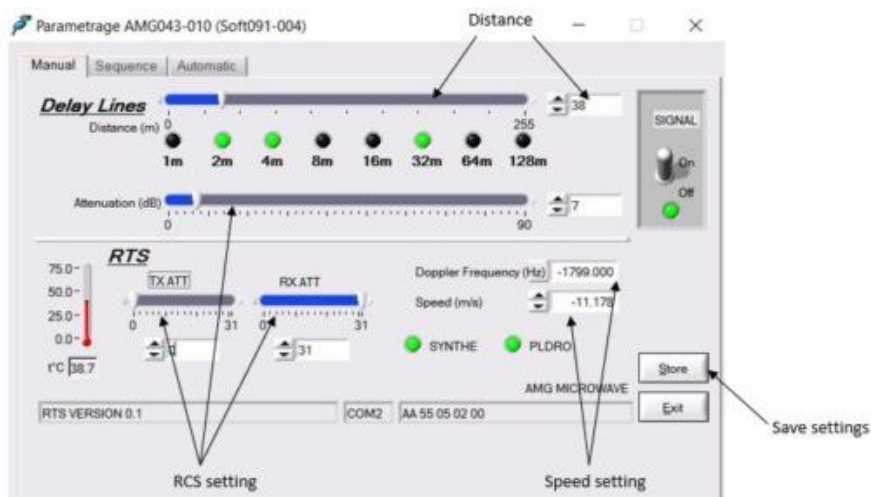 Distance
Parametrage AMG043-010 (Soft091-004)
Manual Sequence Automatic
Delay Lines
38
Distance (m) 0 255
1m 2m 4m 8m 16m 32m 64m 128m
SIGNAL
On
Off
Attenuation (dB)
7
0 90
RTS
75.0-
50.0-
25.0-
0.0-
t°C 38.7
TX ATT RX ATT
0 31 0 31
31
Doppler Frequency (Hz) -1799.000
Speed (m/s) -11.178
SYNTHE PLDRO
Store
AMG MICROWAVE
RTS VERSION 0.1 COM2 AA 55 05 02 00
Exit
Save settings
RCS setting Speed setting